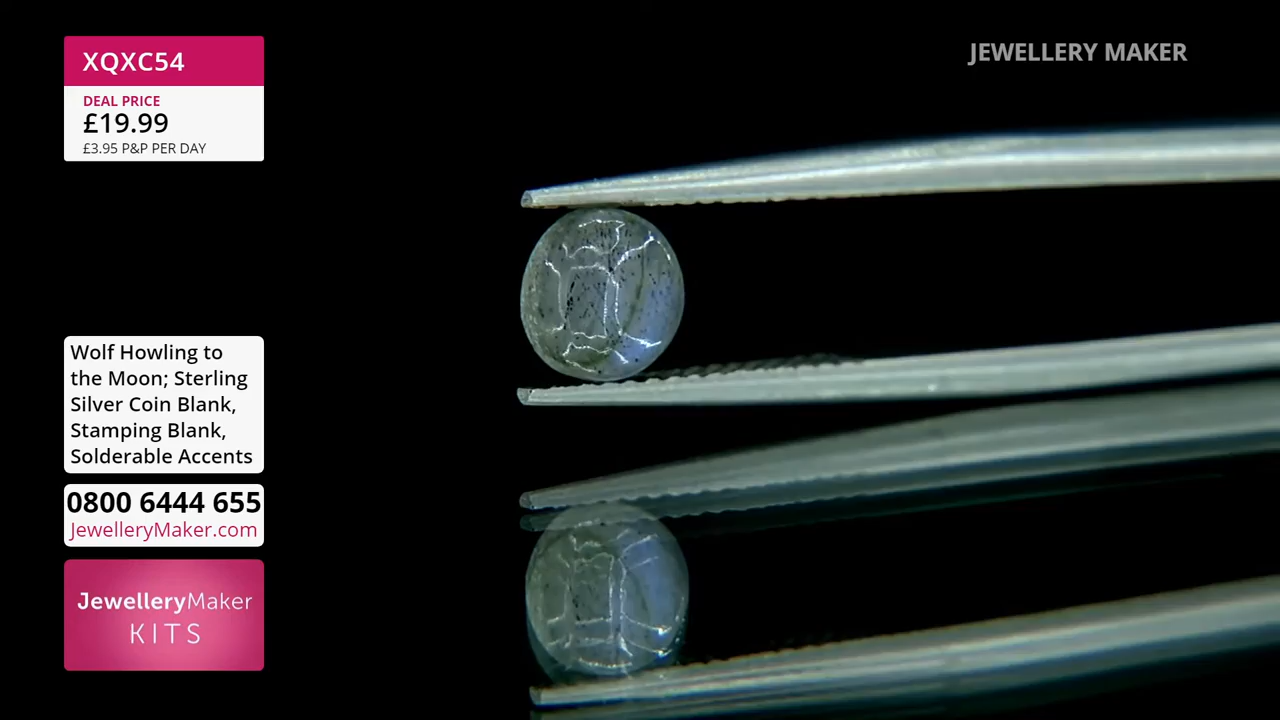 XQXC54
DEAL PRICE
£19.99
£3.95 P&P PER DAY
JEWELLERY MAKER
Wolf Howling to
the Moon; Sterling
Silver Coin Blank,
Stamping Blank,
Solderable Accents
0800 6444 655
JewelleryMaker.com
JewelleryMaker
KITS